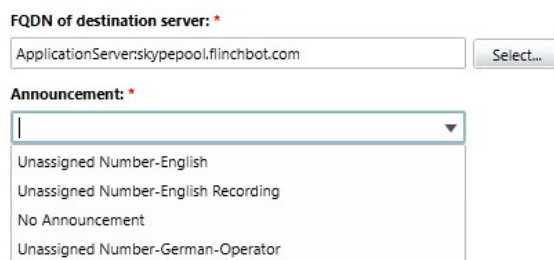 FQDN of destination server: *
ApplicationServer:skypepool.flinchbot.com
Select...
Announcement: *
Unassigned Number-English
Unassigned Number-English Recording
No Announcement
Unassigned Number-German-Operator